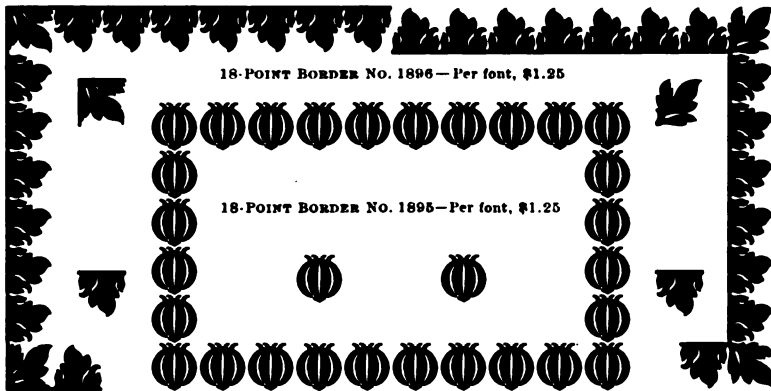 18-Point Border No. 1896—Per font, $1.25
18-Point Border No. 1895—Per font, $1.25